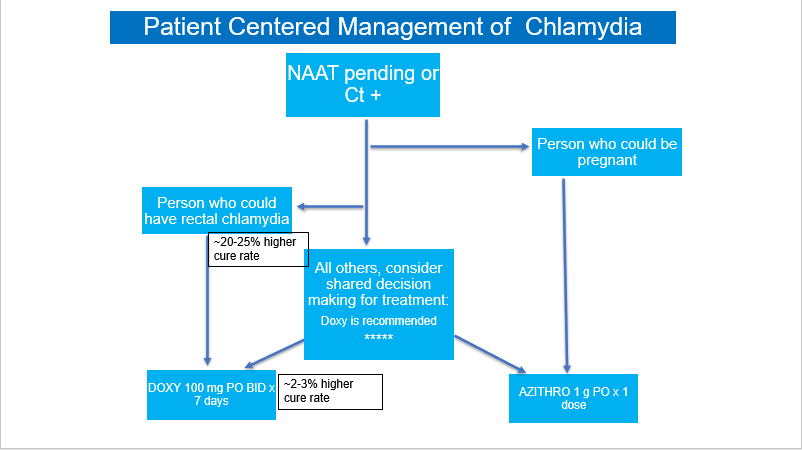 Patient Centered Management of  Chlamydia
NAAT pending or
Ct +
Person who could be
pregnant
Person who could
have rectal chlamydia
~20-25% higher
cure rate
All others, consider
shared decision
making for treatment:
Doxy is recommended
*****
DOXY 100 mg PO BID x
7 days
~2-3% higher
cure rate
AZITHRO 1 g PO x 1
dose